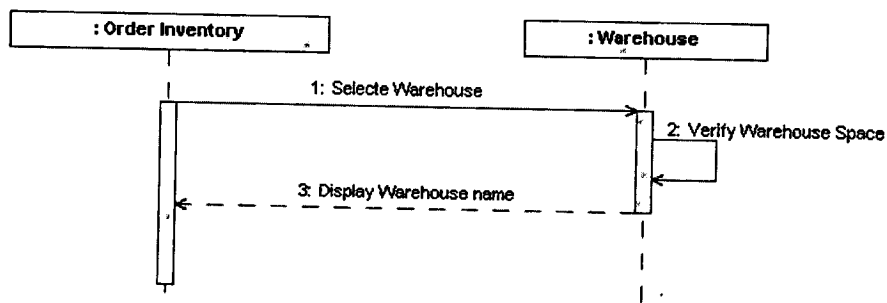 : Order Inventory
: Warehouse
1: Selecte Warehouse
2: Verify Warehouse Space
3: Display Warehouse name